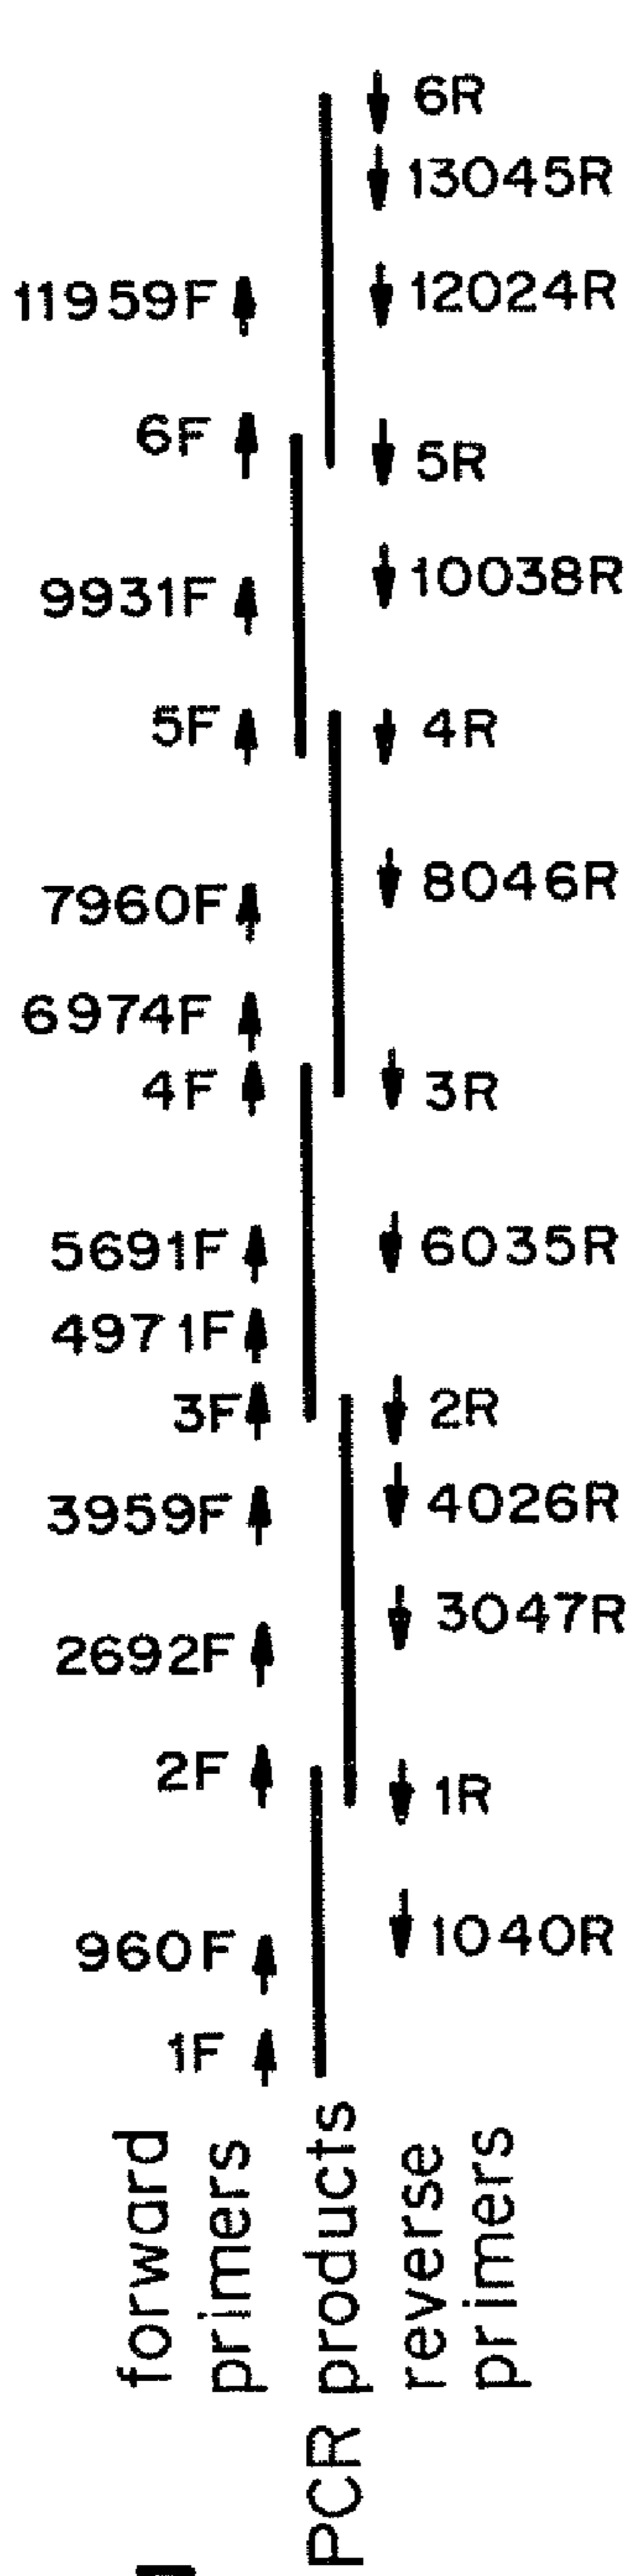 6R
13045R
11959F
12024R
6F
5R
9931F
10038R
5F
4R
7960F
8046R
6974F
4F
3R
5691F
6035R
4971F
3F
2R
3959F
4026R
2692F
3047R
2F
1R
960F
1040R
1F
forward
primers
PCR products
reverse
primers